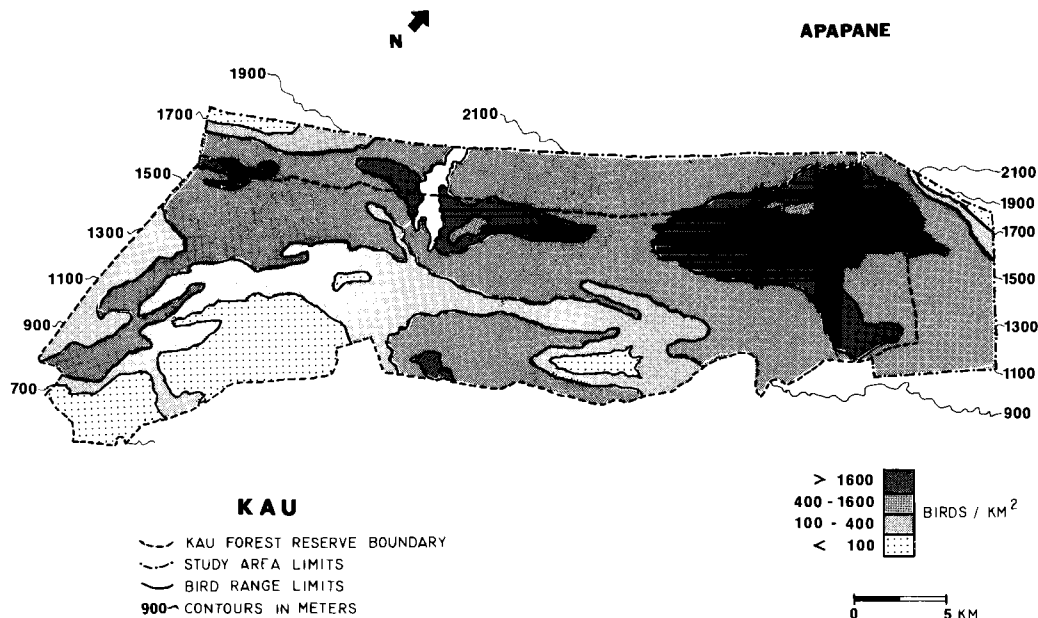 N
APAPANE
1900
1700
2100
1500
1300
1100
900
700
2100
1900
1700
1500
1300
1100
900
KAU
KAU FOREST RESERVE BOUNDARY
STUDY AREA LIMITS
BIRD RANGE LIMITS
900 CONTOURS IN METERS
> 1600
400 - 1600
100 - 400
< 100
BIRDS / KM²
0 5 KM